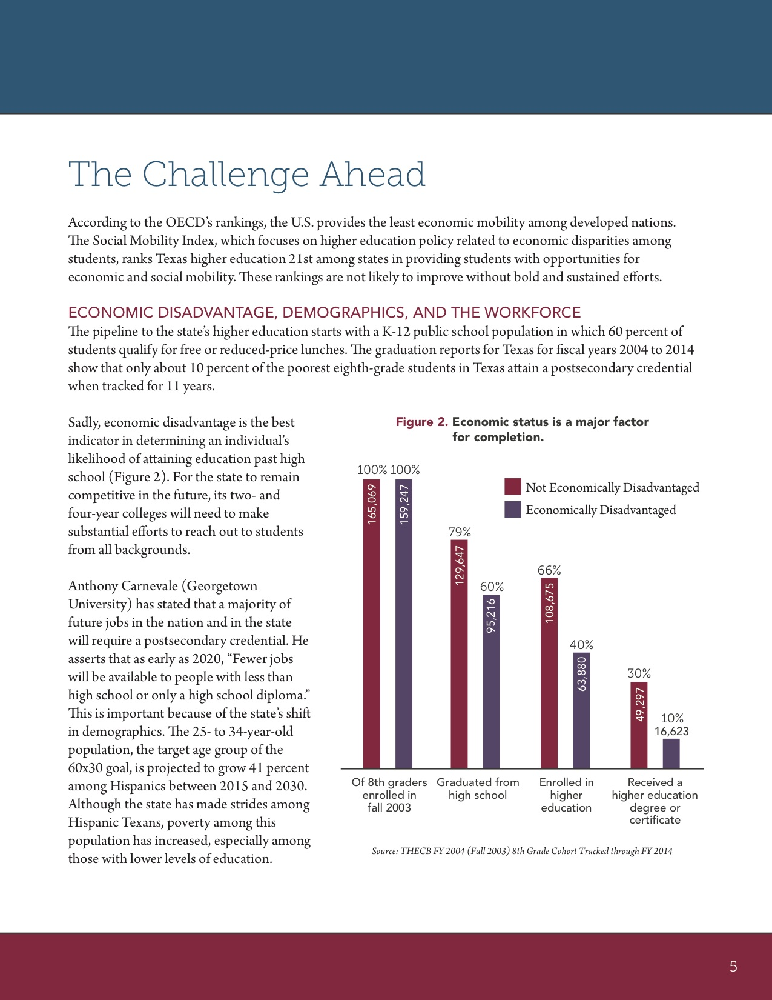 The Challenge Ahead
According to the OECD’s rankings, the U.S. provides the least economic mobility among developed nations.
The Social Mobility Index, which focuses on higher education policy related to economic disparities among
students, ranks Texas higher education 21st among states in providing students with opportunities for
economic and social mobility. These rankings are not likely to improve without bold and sustained efforts.
ECONOMIC DISADVANTAGE, DEMOGRAPHICS, AND THE WORKFORCE
The pipeline to the state’s higher education starts with a K-12 public school population in which 60 percent of
students qualify for free or reduced-price lunches. The graduation reports for Texas for fiscal years 2004 to 2014
show that only about 10 percent of the poorest eighth-grade students in Texas attain a postsecondary credential
when tracked for 11 years.
Sadly, economic disadvantage is the best
indicator in determining an individual’s
likelihood of attaining education past high
school (Figure 2). For the state to remain
competitive in the future, its two- and
four-year colleges will need to make
substantial efforts to reach out to students
from all backgrounds.
Anthony Carnevale (Georgetown
University) has stated that a majority of
future jobs in the nation and in the state
will require a postsecondary credential. He
asserts that as early as 2020, “Fewer jobs
will be available to people with less than
high school or only a high school diploma.”
This is important because of the state’s shift
in demographics. The 25- to 34-year-old
population, the target age group of the
60x30 goal, is projected to grow 41 percent
among Hispanics between 2015 and 2030.
Although the state has made strides among
Hispanic Texans, poverty among this
population has increased, especially among
those with lower levels of education.
Figure 2. Economic status is a major factor
for completion.
Not Economically Disadvantaged
Economically Disadvantaged
100% 100%
165,069
159,247
79%
129,647
60%
95,216
66%
108,675
40%
63,880
30%
49,297
10%
16,623
Of 8th graders
enrolled in
fall 2003
Graduated from
high school
Enrolled in
higher
education
Received a
higher education
degree or
certificate
Source: THECB FY 2004 (Fall 2003) 8th Grade Cohort Tracked through FY 2014
5